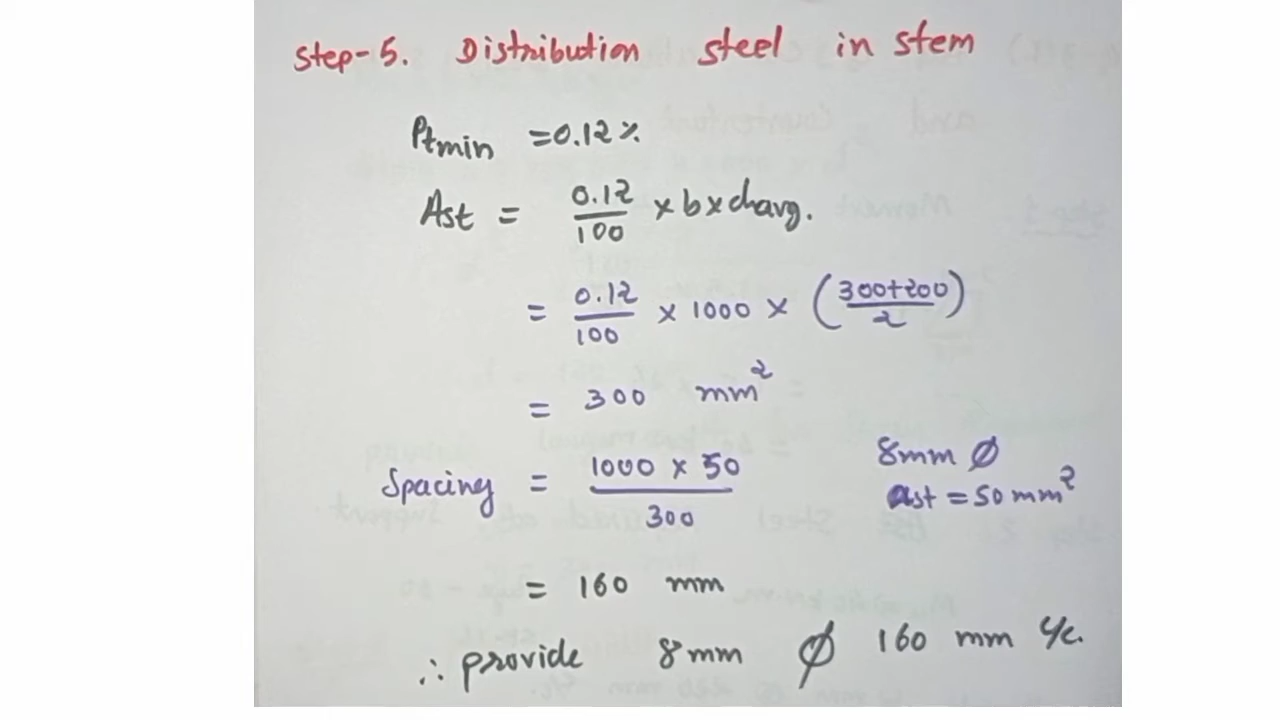 Step-5. Distribution steel in stem
Ptmin = 0.12%
Ast = 0.12/100 × b × davg.
= 0.12/100 × 1000 × (300+200/2)
= 300 mm²
8mm Ø
Spacing = 1000 × 50/300
ast = 50 mm²
= 160 mm
∴ provide 8mm Ø 160 mm c/c.